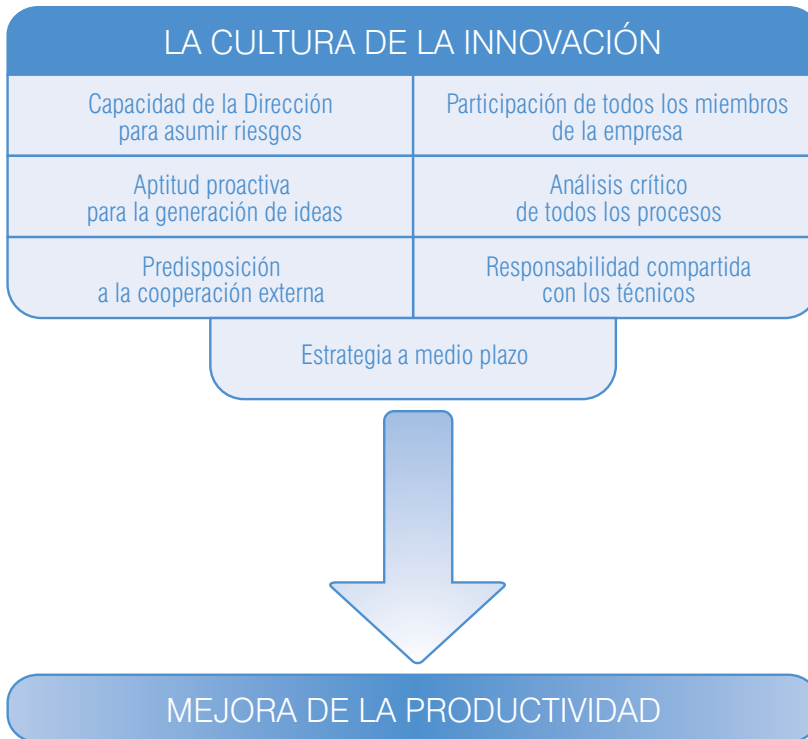 LA CULTURA DE LA INNOVACIÓN
Capacidad de la Dirección
para asumir riesgos
Participación de todos los miembros
de la empresa
Aptitud proactiva
para la generación de ideas
Análisis crítico
de todos los procesos
Predisposición
a la cooperación externa
Responsabilidad compartida
con los técnicos
Estrategia a medio plazo
MEJORA DE LA PRODUCTIVIDAD